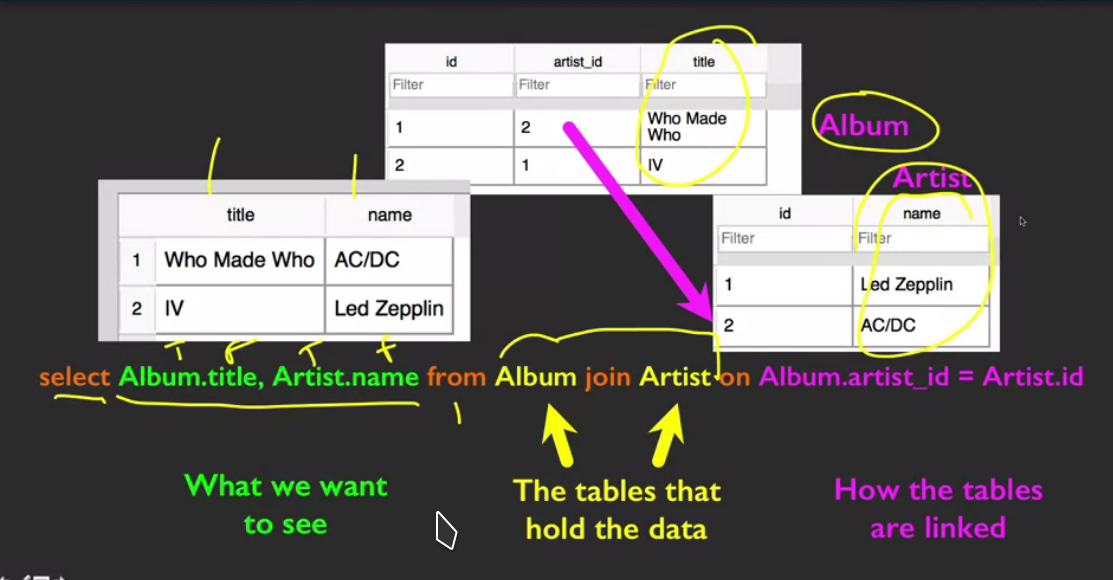 id artist_id title
Filter Filter Filter
1 2 Who Made
Who
2 1 IV
Album
Artist
id name
Filter Filter
1 Led Zepplin
2 AC/DC
title name
1 Who Made Who AC/DC
2 IV Led Zepplin
T F T F
select Album.title, Artist.name from Album join Artist on Album.artist_id = Artist.id
What we want
to see
The tables that
hold the data
How the tables
are linked